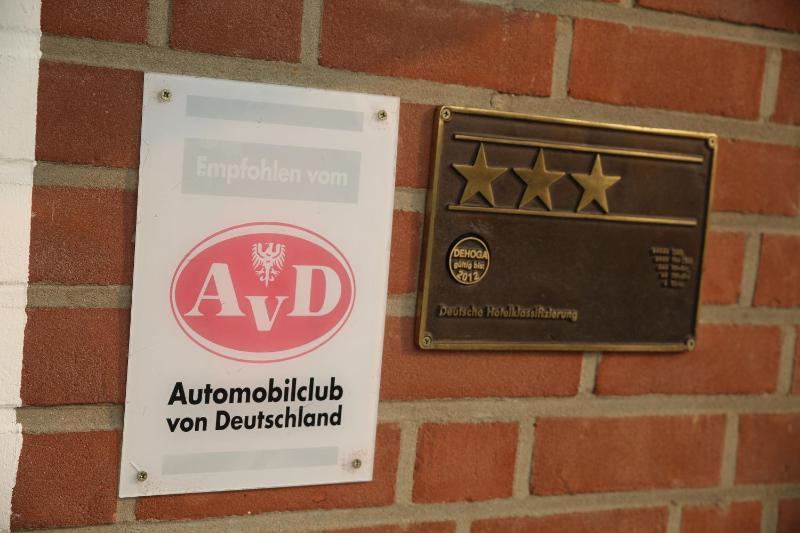 Empfohlen vom
AvD
Automobilclub
von Deutschland
DEHOGA
gültig bis:
2012
Deutsche Hotelklassifizierung